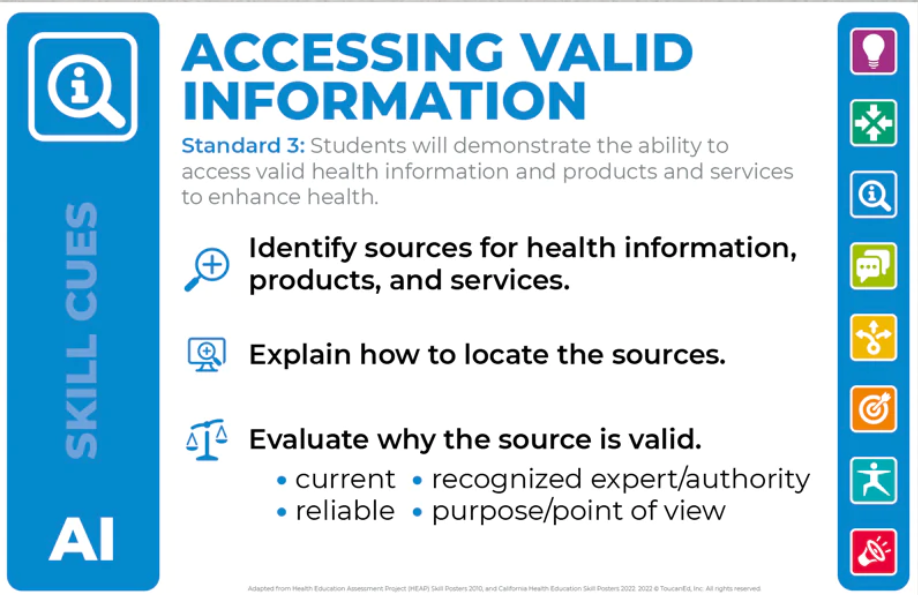 ACCESSING VALID
INFORMATION
Standard 3: Students will demonstrate the ability to
access valid health information and products and services
to enhance health.
Identify sources for health information,
products, and services.
Explain how to locate the sources.
Evaluate why the source is valid.
• current • recognized expert/authority
• reliable • purpose/point of view
SKILL CUES
AI
Adapted from Health Education Assessment Project (HEAP) Skill Posters 2010, and California Health Education Skill Posters 2022. 2022 © ToucanEd, Inc. All rights reserved.